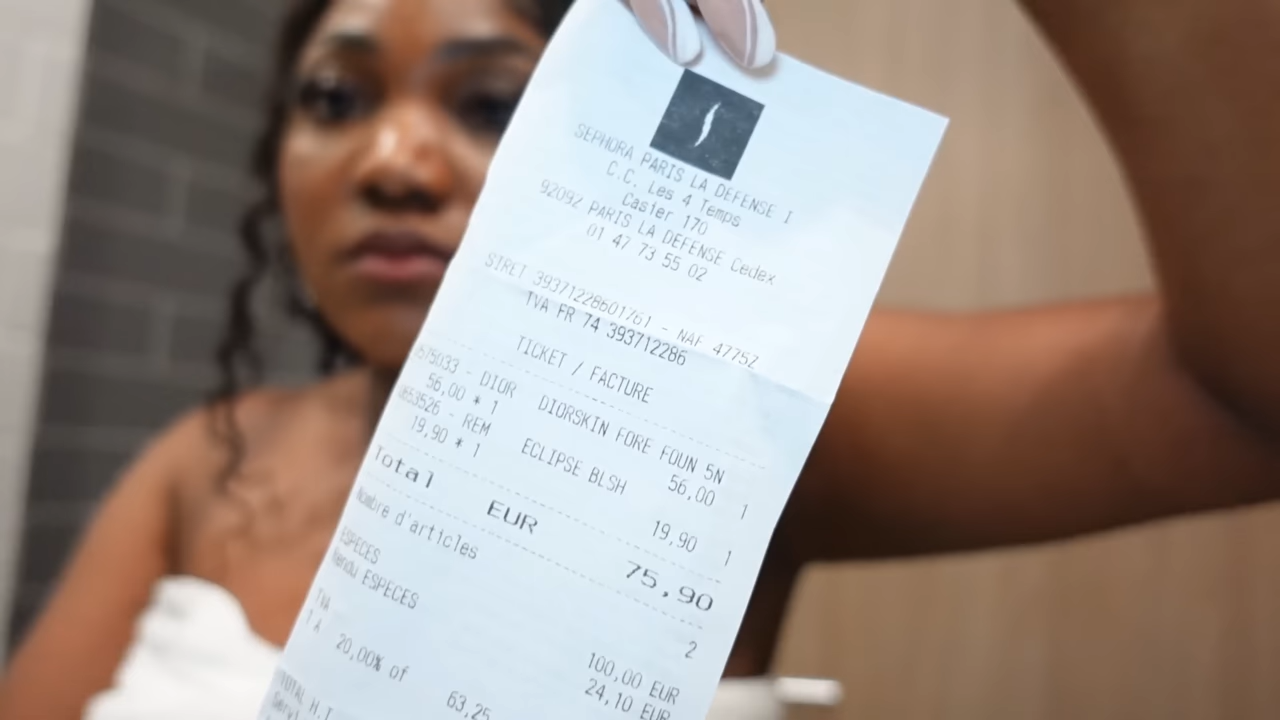 SEPHORA PARIS LA DEFENSE I
C.C. Les 4 Temps
Casier 170
92092 PARIS LA DEFENSE Cedex
01 47 73 55 02
SIRET 39371228601761 - NAF 4775Z
TVA FR 74 393712286
TICKET / FACTURE
575033 - DIOR DIORSKIN FORE FOUN 5N
56,00 * 1 56,00 1
653526 - REM ECLIPSE BLSH
19,90 * 1 19,90 1
Total EUR 75,90
Nombre d'articles 2
ESPECES 100,00 EUR
Rendu ESPECES 24,10 EUR
TVA
20,00% of 63,25
TOTAL H.T